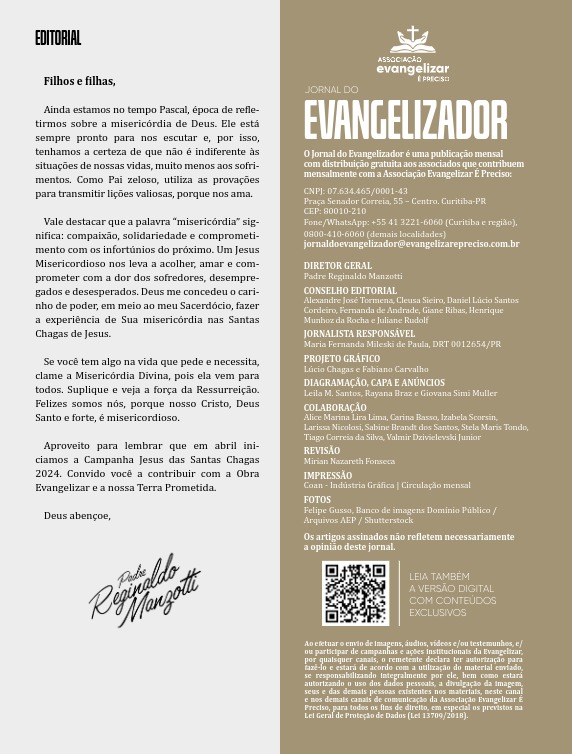 EDITORIAL
Filhos e filhas,
Ainda estamos no tempo Pascal, época de refle-
tirmos sobre a misericórdia de Deus. Ele está
sempre pronto para nos escutar e, por isso,
tenhamos a certeza de que não é indiferente às
situações de nossas vidas, muito menos aos sofri-
mentos. Como Pai zeloso, utiliza as provações
para transmitir lições valiosas, porque nos ama.
Vale destacar que a palavra “misericórdia” sig-
nifica: compaixão, solidariedade e comprometi-
mento com os infortúnios do próximo. Um Jesus
Misericordioso nos leva a acolher, amar e com-
prometer com a dor dos sofredores, desempre-
gados e desesperados. Deus me concedeu o cari-
nho de poder, em meio ao meu Sacerdócio, fazer
a experiência de Sua misericórdia nas Santas
Chagas de Jesus.
Se você tem algo na vida que pede e necessita,
clame a Misericórdia Divina, pois ela vem para
todos. Suplique e veja a força da Ressurreição.
Felizes somos nós, porque nosso Cristo, Deus
Santo e forte, é misericordioso.
Aproveito para lembrar que em abril ini-
ciamos a Campanha Jesus das Santas Chagas
2024. Convido você a contribuir com a Obra
Evangelizar e a nossa Terra Prometida.
Deus abençoe,
Padre
Reginaldo
Manzotti
ASSOCIAÇÃO
evangelizar
É PRECISO
JORNAL DO
EVANGELIZADOR
O Jornal do Evangelizador é uma publicação mensal
com distribuição gratuita aos associados que contribuem
mensalmente com a Associação Evangelizar É Preciso:
CNPJ: 07.634.465/0001-43
Praça Senador Correia, 55 – Centro. Curitiba-PR
CEP: 80010-210
Fone/WhatsApp: +55 41 3221-6060 (Curitiba e região),
0800-410-6060 (demais localidades)
jornaldoevangelizador@evangelizarepreciso.com.br
DIRETOR GERAL
Padre Reginaldo Manzotti
CONSELHO EDITORIAL
Alexandre José Tormena, Cleusa Sieiro, Daniel Lúcio Santos
Cordeiro, Fernanda de Andrade, Giane Ribas, Henrique
Munhoz da Rocha e Juliane Rudolf
JORNALISTA RESPONSÁVEL
Maria Fernanda Mileski de Paula, DRT 0012654/PR
PROJETO GRÁFICO
Lúcio Chagas e Fabiano Carvalho
DIAGRAMAÇÃO, CAPA E ANÚNCIOS
Leila M. Santos, Rayana Braz e Giovana Simi Muller
COLABORAÇÃO
Alice Marina Lira Lima, Carina Basso, Izabela Scorsin,
Larissa Nicolosi, Sabine Brandt dos Santos, Stela Maris Tondo,
Tiago Correia da Silva, Valmir Dzivielevski Junior
REVISÃO
Mirian Nazareth Fonseca
IMPRESSÃO
Coan - Indústria Gráfica | Circulação mensal
FOTOS
Felipe Gusso, Banco de imagens Domínio Público /
Arquivos AEP / Shutterstock
Os artigos assinados não refletem necessariamente
a opinião deste jornal.
LEIA TAMBÉM
A VERSÃO DIGITAL
COM CONTEÚDOS
EXCLUSIVOS
Ao efetuar o envio de imagens, áudios, vídeos e/ou testemunhos, e/
ou participar de campanhas e ações institucionais da Evangelizar,
por quaisquer canais, o remetente declara ter autorização para
fazê-lo e estará de acordo com a utilização do material enviado,
se responsabilizando integralmente por ele, bem como estará
autorizando o uso dos dados pessoais, a divulgação da imagem,
seus e das demais pessoas existentes nos materiais, neste canal
e nos demais canais de comunicação da Associação Evangelizar É
Preciso, para todos os fins de direito, em especial os previstos na
Lei Geral de Proteção de Dados (Lei 13709/2018).